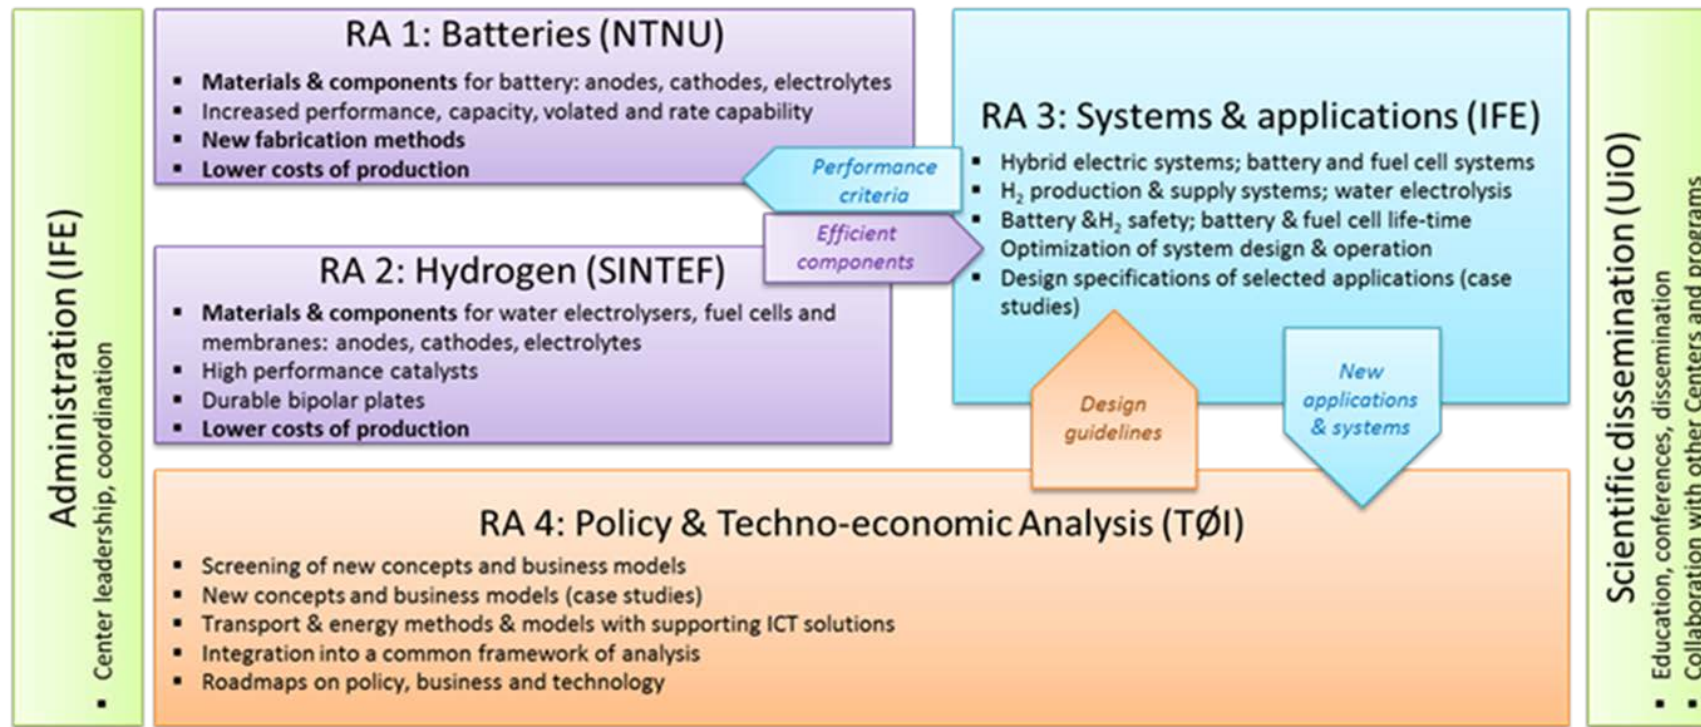 Administration (IFE)
▪ Center leadership, coordination
RA 1: Batteries (NTNU)
▪ Materials & components for battery: anodes, cathodes, electrolytes
▪ Increased performance, capacity, volated and rate capability
▪ New fabrication methods
▪ Lower costs of production
Performance
criteria
Efficient
components
RA 2: Hydrogen (SINTEF)
▪ Materials & components for water electrolysers, fuel cells and
membranes: anodes, cathodes, electrolytes
▪ High performance catalysts
▪ Durable bipolar plates
▪ Lower costs of production
RA 3: Systems & applications (IFE)
▪ Hybrid electric systems; battery and fuel cell systems
▪ H₂ production & supply systems; water electrolysis
▪ Battery &H₂ safety; battery & fuel cell life-time
▪ Optimization of system design & operation
▪ Design specifications of selected applications (case
studies)
Design
guidelines
New
applications
& systems
RA 4: Policy & Techno-economic Analysis (TØI)
▪ Screening of new concepts and business models
▪ New concepts and business models (case studies)
▪ Transport & energy methods & models with supporting ICT solutions
▪ Integration into a common framework of analysis
▪ Roadmaps on policy, business and technology
Scientific dissemination (UiO)
▪ Education, conferences, dissemination
▪ Collaboration with other Centers and programs